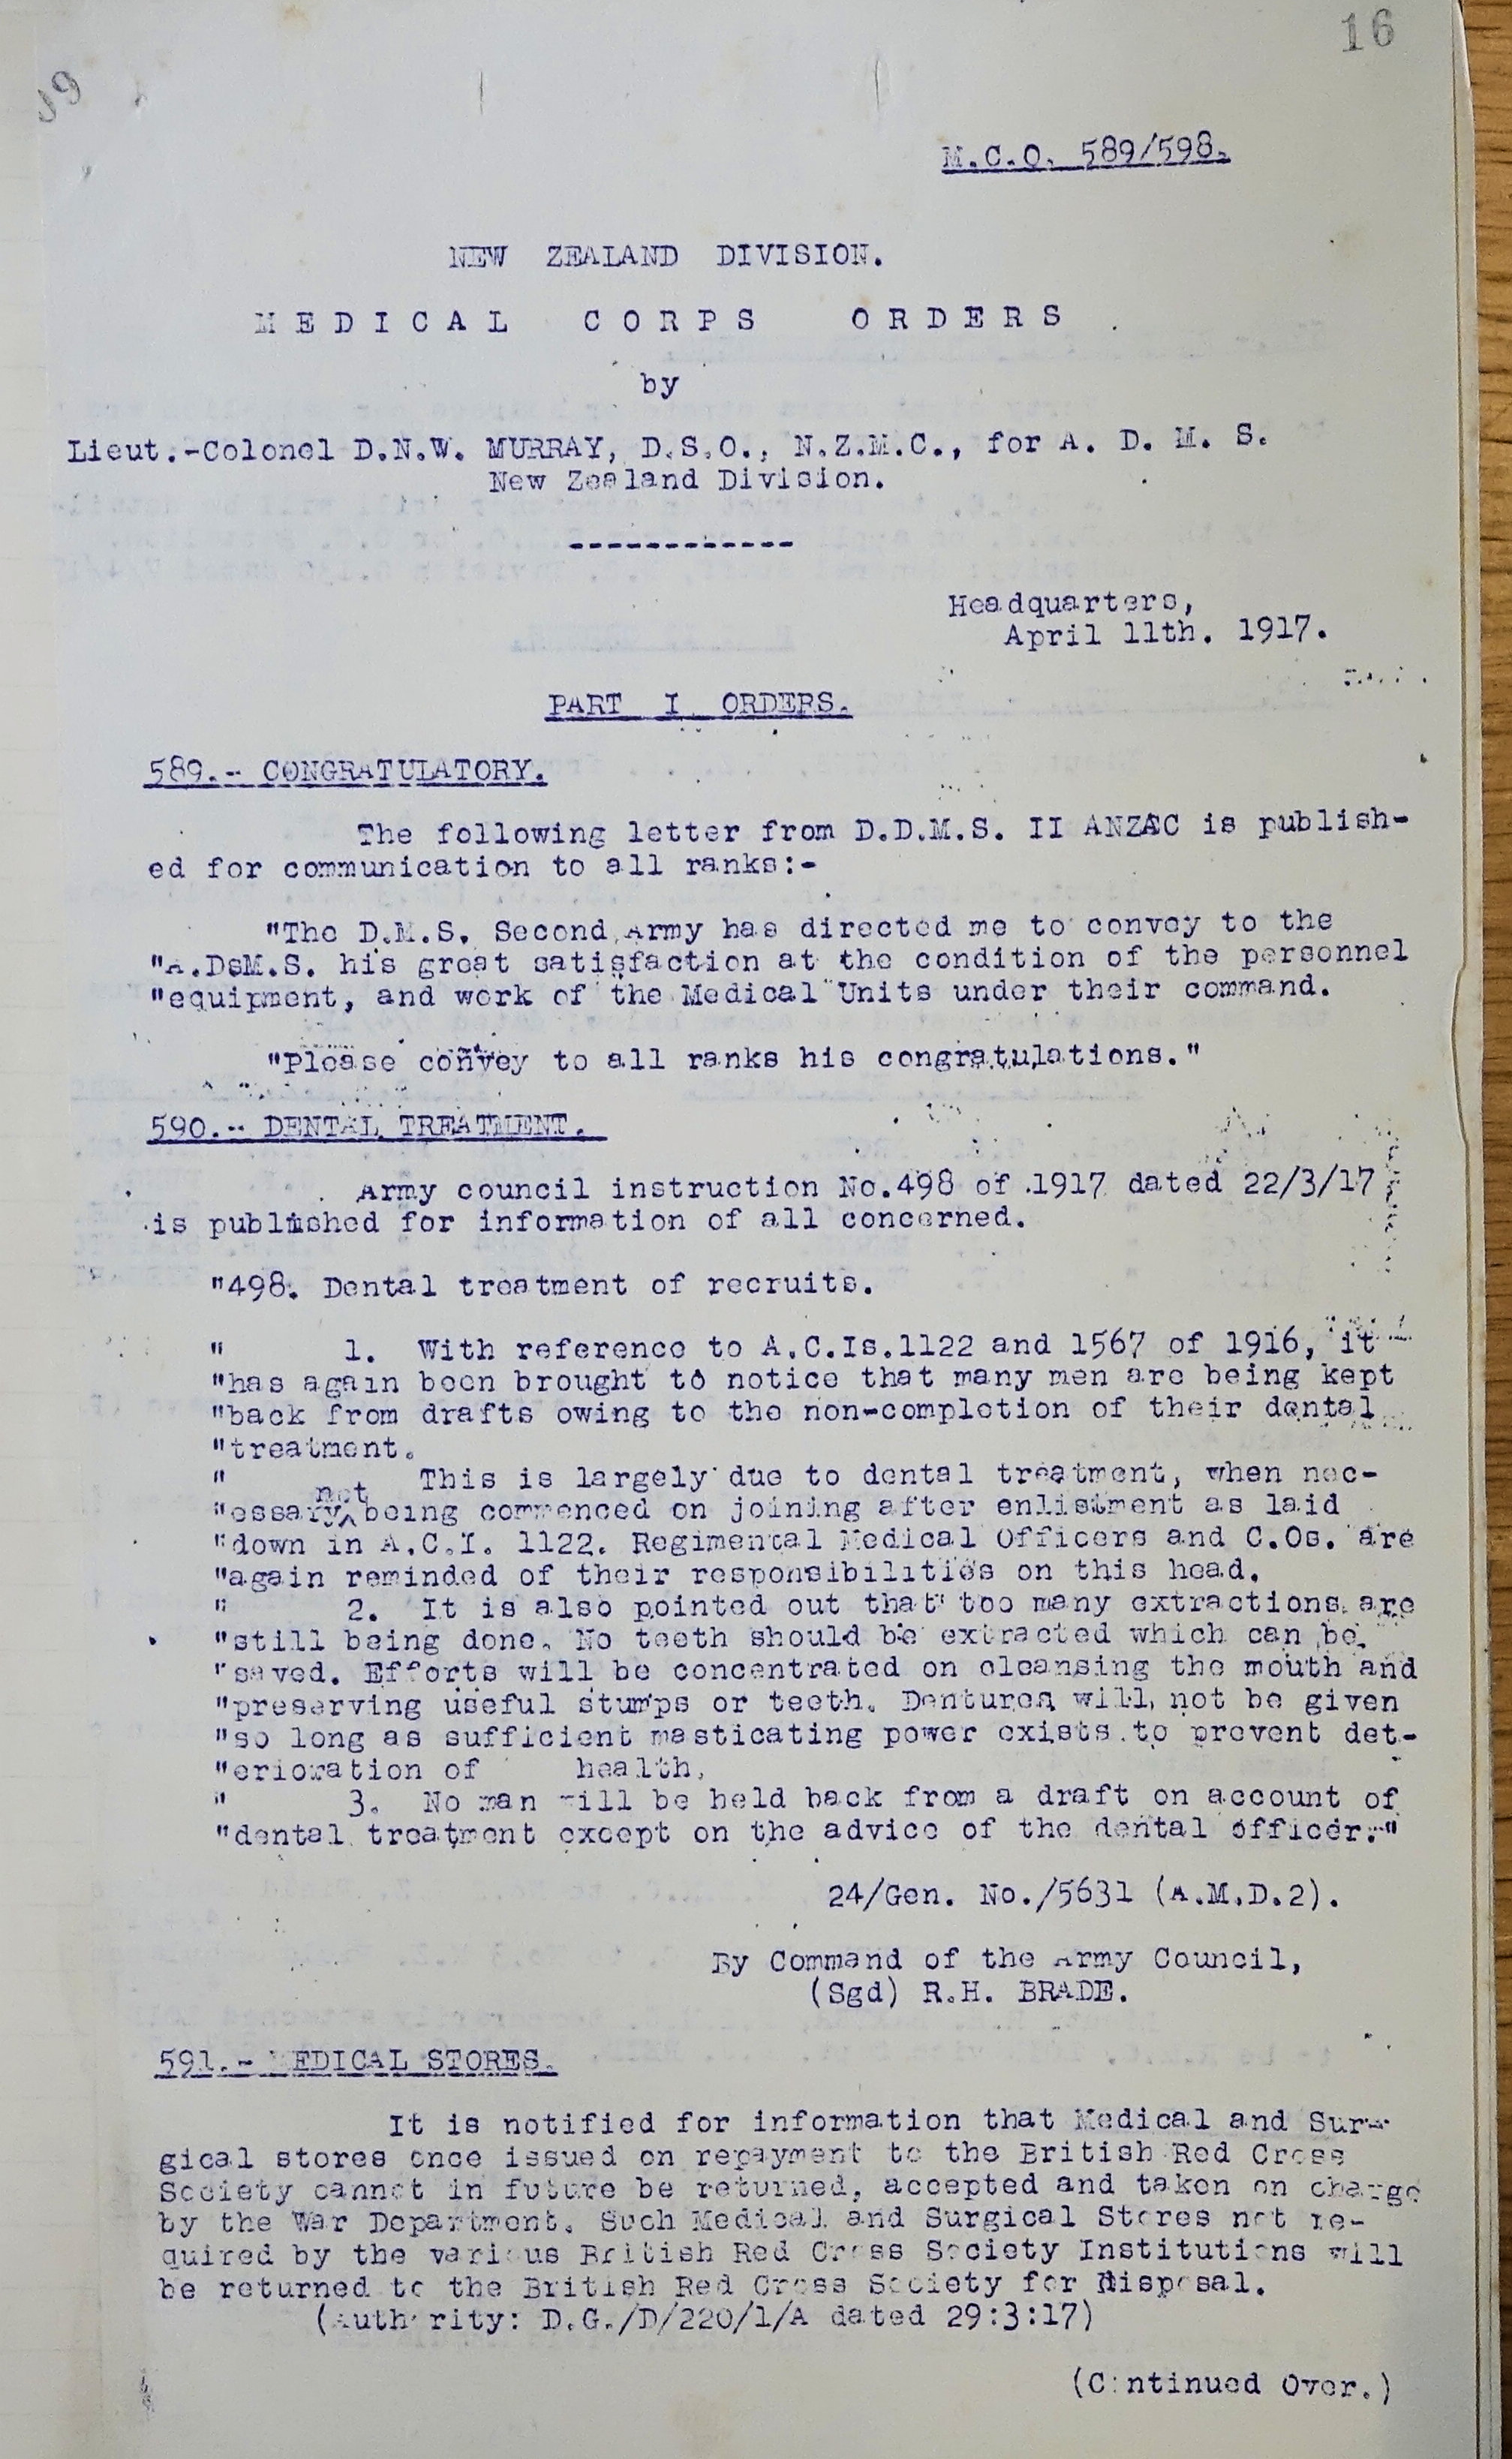 16
M.C.O. 589/598.
NEW ZEALAND DIVISION.
MEDICAL CORPS ORDERS
by
Lieut.-Colonel D.N.W. MURRAY, D.S.O., N.Z.M.C., for A. D. M. S.
New Zealand Division.
------------
Headquarters,
April 11th. 1917.
PART I ORDERS.
589.- CONGRATULATORY.
The following letter from D.D.M.S. II ANZAC is publish-
ed for communication to all ranks:-
"The D.M.S. Second Army has directed me to convey to the
"A.DsM.S. his great satisfaction at the condition of the personnel
"equipment, and work of the Medical Units under their command.
"Please convey to all ranks his congratulations."
590.- DENTAL TREATMENT.
Army council instruction No.498 of 1917 dated 22/3/17
is published for information of all concerned.
"498. Dental treatment of recruits.
" 1. With reference to A.C.Is.1122 and 1567 of 1916, it
"has again been brought to notice that many men are being kept
"back from drafts owing to the non-completion of their dental
"treatment.
" This is largely due to dental treatment, when nec-
not
"essary^being commenced on joining after enlistment as laid
"down in A.C.I. 1122. Regimental Medical Officers and C.Os. are
"again reminded of their responsibilities on this head.
" 2. It is also pointed out that too many extractions are
"still being done. No teeth should be extracted which can be
"saved. Efforts will be concentrated on cleansing the mouth and
"preserving useful stumps or teeth. Dentures will not be given
"so long as sufficient masticating power exists to prevent det-
"erioration of health.
" 3. No man will be held back from a draft on account of
"dental treatment except on the advice of the dental officer."
24/Gen. No./5631 (A.M.D.2).
By Command of the Army Council,
(Sgd) R.H. BRADE.
591.- MEDICAL STORES.
It is notified for information that Medical and Sur-
gical stores once issued on repayment to the British Red Cross
Society cannot in future be returned, accepted and taken on charge
by the War Department. Such Medical and Surgical Stores not re-
quired by the various British Red Cross Society Institutions will
be returned to the British Red Cross Society for disposal.
(Authority: D.G./D/220/1/A dated 29:3:17)
(Continued Over.)